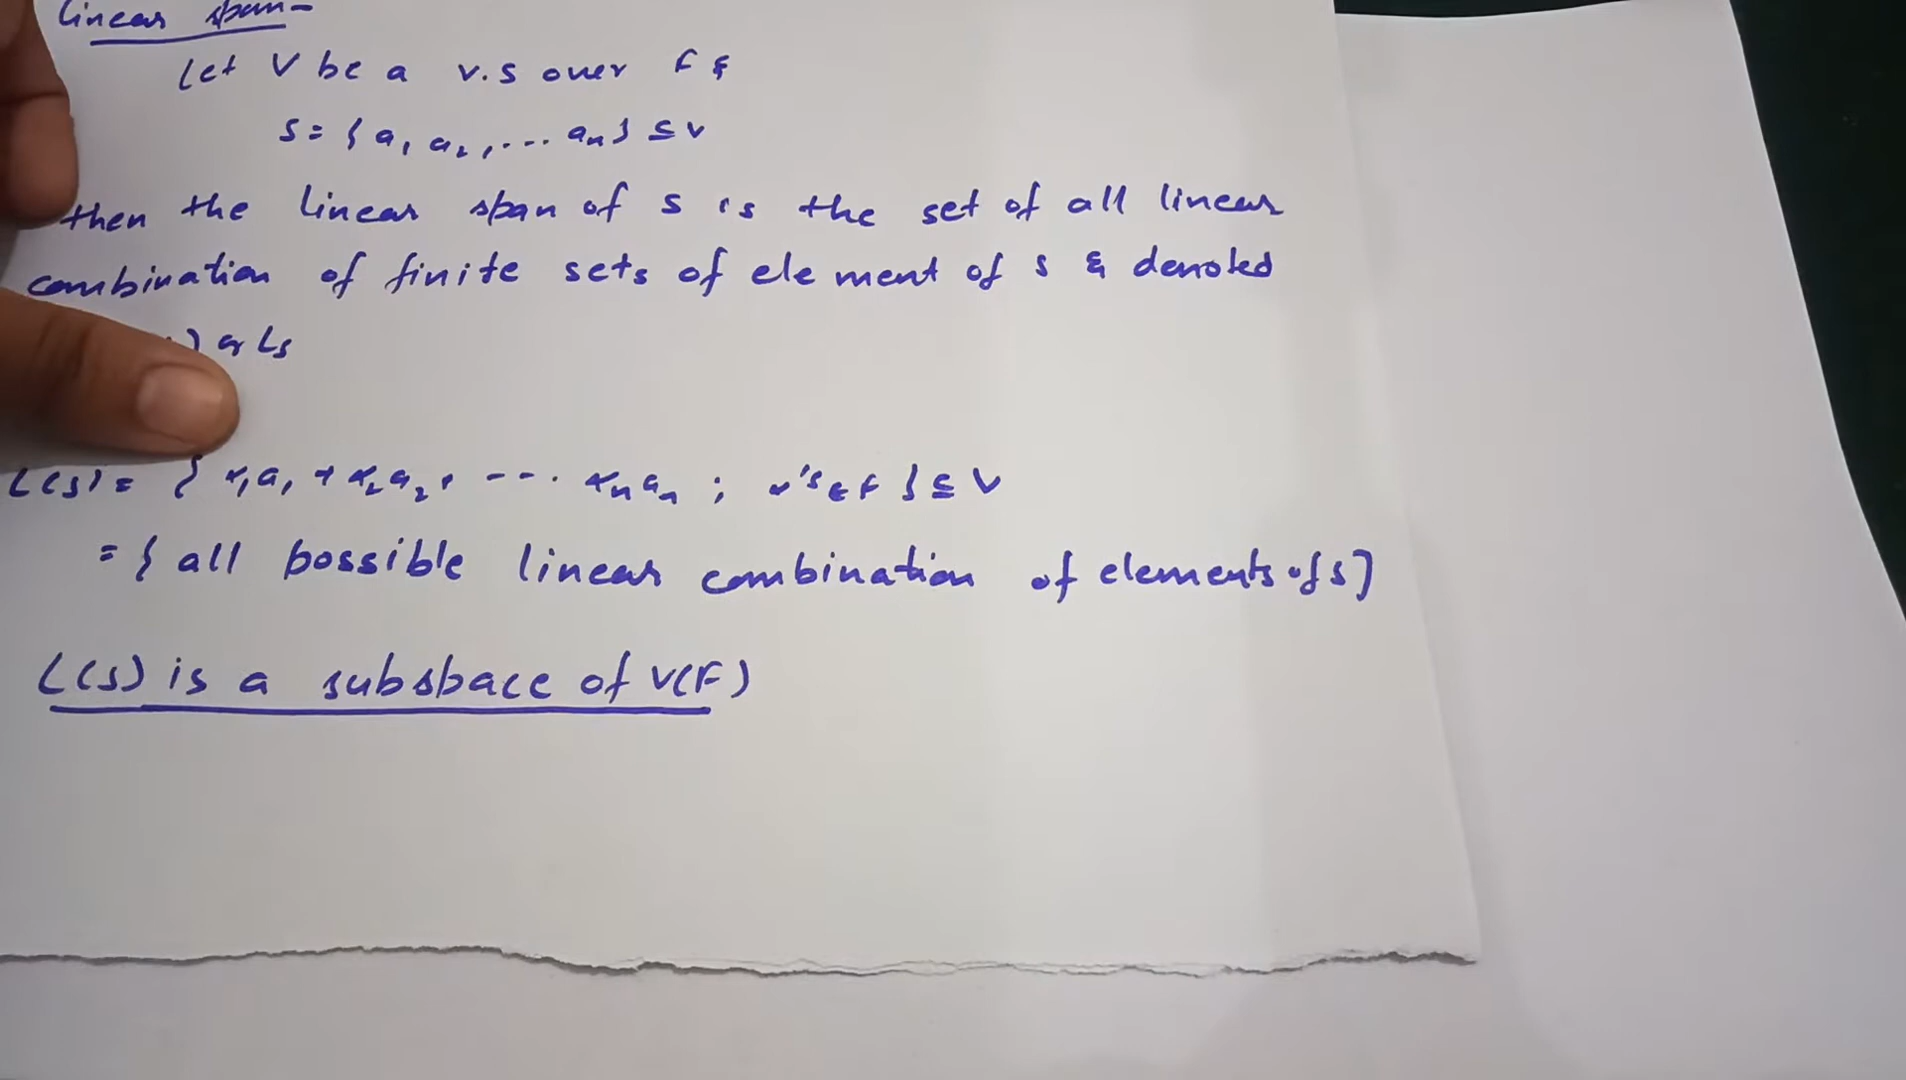 Linear span-
Let V be a v.s over F &
S = { a₁ a₂, ... aₙ } ⊆ V
then the linear span of S is the set of all linear
combination of finite sets of element of S & denoted
) or Ls
L(S) = { α₁a₁ + α₂a₂, --- . αₙaₙ ; α's ∈ F } ⊆ V
= { all possible linear combination of elements of S }
L(S) is a subspace of V(F)